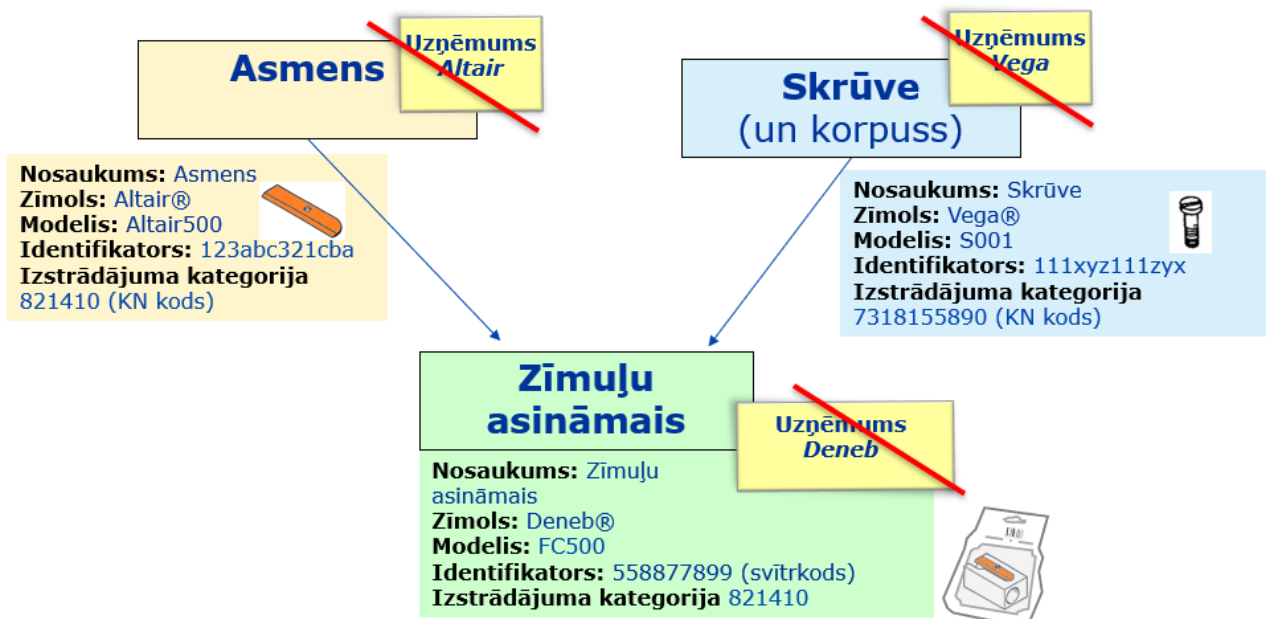 Asmens
Uzņēmums
Altair
Uzņēmums
Vega
Skrūve
(un korpuss)
Nosaukums: Asmens
Zīmols: Altair®
Modelis: Altair500
Identifikators: 123abc321cba
Izstrādājuma kategorija
821410 (KN kods)
Nosaukums: Skrūve
Zīmols: Vega®
Modelis: S001
Identifikators: 111xyz111zyx
Izstrādājuma kategorija
7318155890 (KN kods)
Zīmuļu
asināmais
Uzņēmums
Deneb
Nosaukums: Zīmuļu
asināmais
Zīmols: Deneb®
Modelis: FC500
Identifikators: 558877899 (svītrkods)
Izstrādājuma kategorija 821410